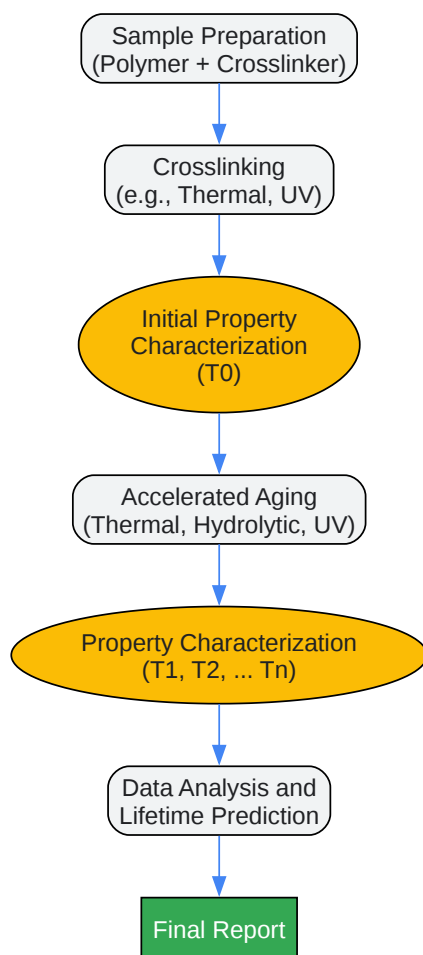 Sample Preparation
(Polymer + Crosslinker)
Crosslinking
(e.g., Thermal, UV)
Initial Property
Characterization
(T0)
Accelerated Aging
(Thermal, Hydrolytic, UV)
Property Characterization
(T1, T2, ... Tn)
Data Analysis and
Lifetime Prediction
Final Report